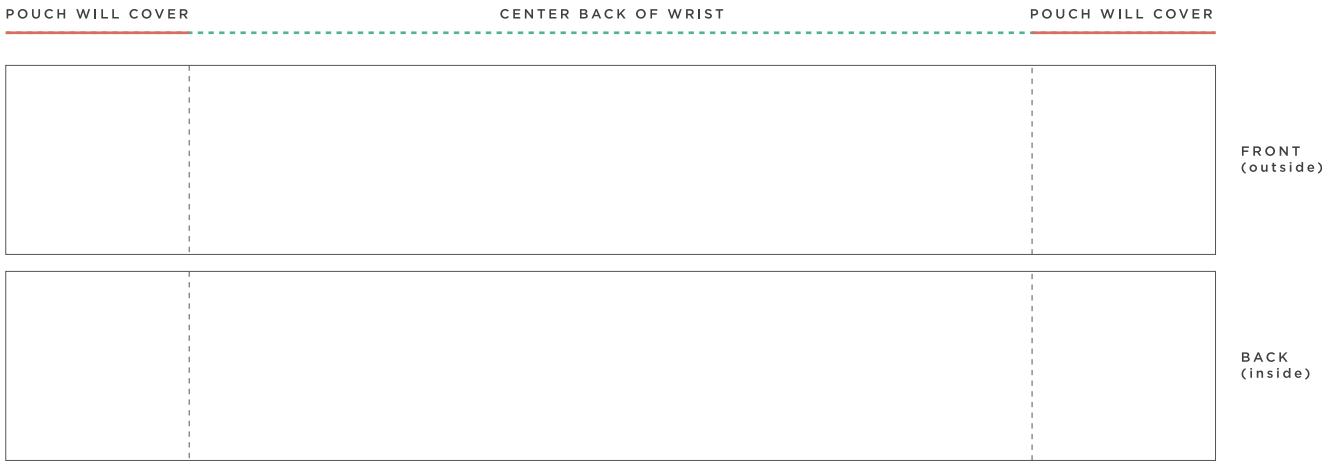 POUCH WILL COVER
CENTER BACK OF WRIST
POUCH WILL COVER
FRONT
(outside)
BACK
(inside)